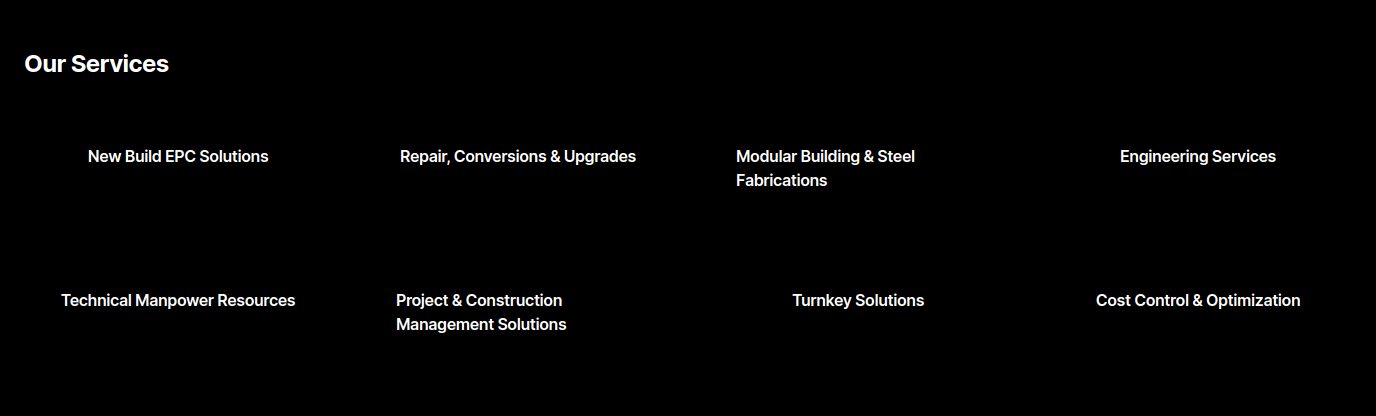 Our Services
New Build EPC Solutions
Repair, Conversions & Upgrades
Modular Building & Steel
Fabrications
Engineering Services
Technical Manpower Resources
Project & Construction
Management Solutions
Turnkey Solutions
Cost Control & Optimization